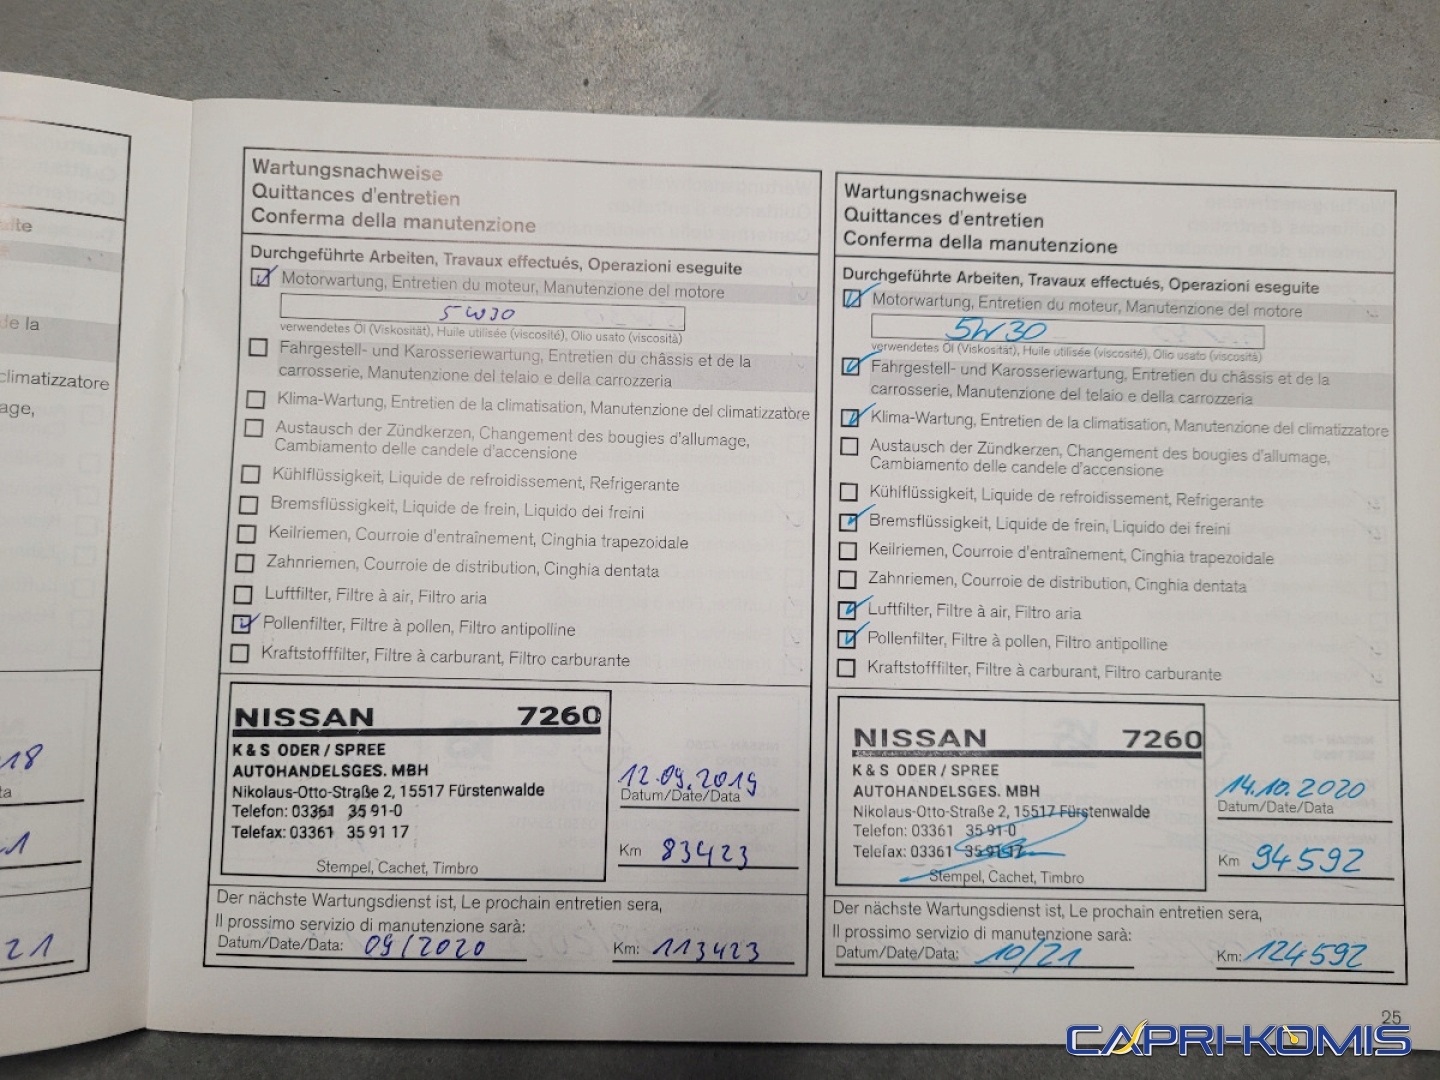 alte
de la
climatizzatore
age,
18
ta
1
21
Wartungsnachweise
Quittances d'entretien
Conferma della manutenzione
Durchgeführte Arbeiten, Travaux effectués, Operazioni eseguite
Motorwartung, Entretien du moteur, Manutenzione del motore
5W30
verwendetes Öl (Viskosität), Huile utilisée (viscosité), Olio usato (viscosità)
Fahrgestell- und Karosseriewartung, Entretien du châssis et de la
carrosserie, Manutenzione del telaio e della carrozzeria
Klima-Wartung, Entretien de la climatisation, Manutenzione del climatizzatore
Austausch der Zündkerzen, Changement des bougies d'allumage,
Cambiamento delle candele d'accensione
Kühlflüssigkeit, Liquide de refroidissement, Refrigerante
Bremsflüssigkeit, Liquide de frein, Liquido dei freini
Keilriemen, Courroie d'entraînement, Cinghia trapezoidale
Zahnriemen, Courroie de distribution, Cinghia dentata
Luftfilter, Filtre à air, Filtro aria
Pollenfilter, Filtre à pollen, Filtro antipolline
Kraftstofffilter, Filtre à carburant, Filtro carburante
NISSAN 7260
K & S ODER / SPREE
AUTOHANDELSGES. MBH
Nikolaus-Otto-Straße 2, 15517 Fürstenwalde
Telefon: 03361 35 91-0
Telefax: 03361 35 91 17
Stempel, Cachet, Timbro
12.09.2019
Datum/Date/Data
Km 83423
Der nächste Wartungsdienst ist, Le prochain entretien sera,
Il prossimo servizio di manutenzione sarà:
Datum/Date/Data: 09/2020 Km: 113423
Wartungsnachweise
Quittances d'entretien
Conferma della manutenzione
Durchgeführte Arbeiten, Travaux effectués, Operazioni eseguite
Motorwartung, Entretien du moteur, Manutenzione del motore
5W30
verwendetes Öl (Viskosität), Huile utilisée (viscosité), Olio usato (viscosità)
Fahrgestell- und Karosseriewartung, Entretien du châssis et de la
carrosserie, Manutenzione del telaio e della carrozzeria
Klima-Wartung, Entretien de la climatisation, Manutenzione del climatizzatore
Austausch der Zündkerzen, Changement des bougies d'allumage,
Cambiamento delle candele d'accensione
Kühlflüssigkeit, Liquide de refroidissement, Refrigerante
Bremsflüssigkeit, Liquide de frein, Liquido dei freini
Keilriemen, Courroie d'entraînement, Cinghia trapezoidale
Zahnriemen, Courroie de distribution, Cinghia dentata
Luftfilter, Filtre à air, Filtro aria
Pollenfilter, Filtre à pollen, Filtro antipolline
Kraftstofffilter, Filtre à carburant, Filtro carburante
NISSAN 7260
K & S ODER / SPREE
AUTOHANDELSGES. MBH
Nikolaus-Otto-Straße 2, 15517 Fürstenwalde
Telefon: 03361 35 91-0
Telefax: 03361 35 91 17
Stempel, Cachet, Timbro
14.10.2020
Datum/Date/Data
Km 94592
Der nächste Wartungsdienst ist, Le prochain entretien sera,
Il prossimo servizio di manutenzione sarà:
Datum/Date/Data: 10/21 Km: 124592
25
CAPRI-KOMIS